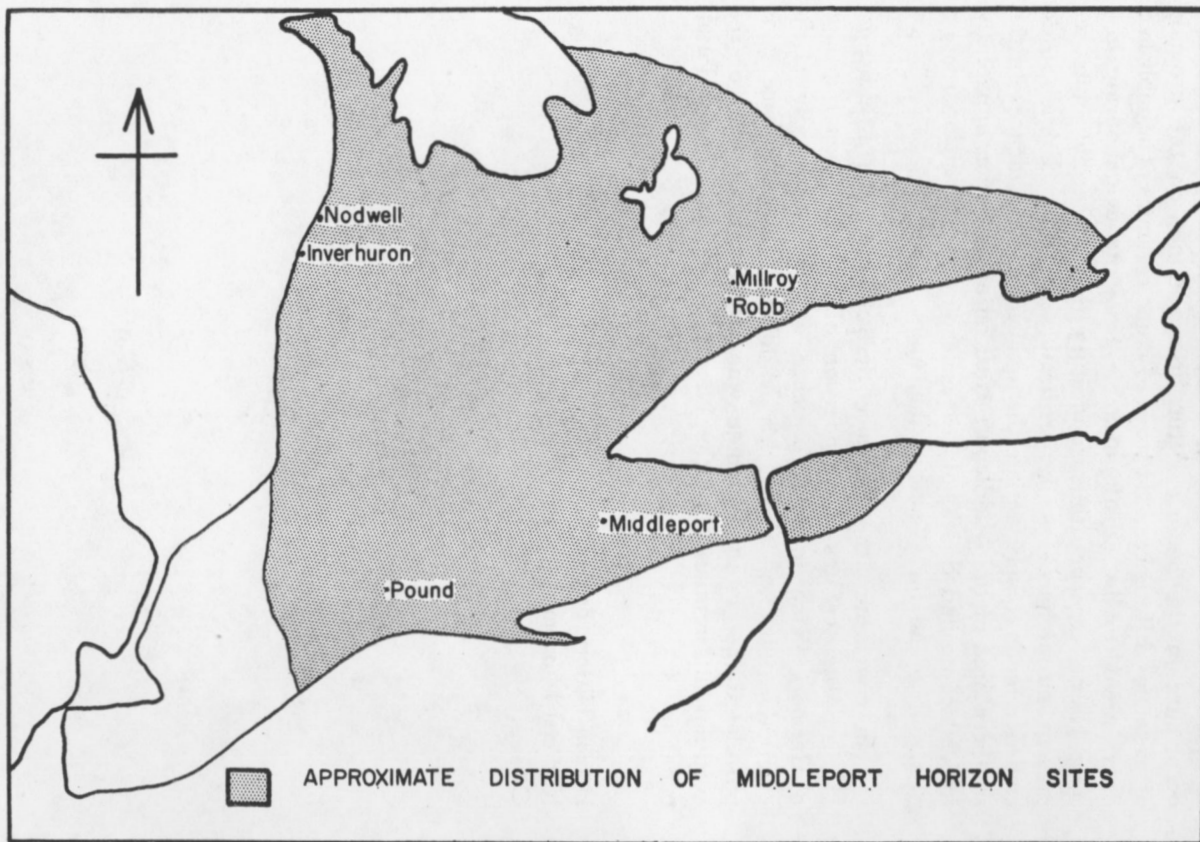 Nodwell
Inverhuron
Millroy
Robb
Middleport
Pound
APPROXIMATE DISTRIBUTION OF MIDDLEPORT HORIZON SITES